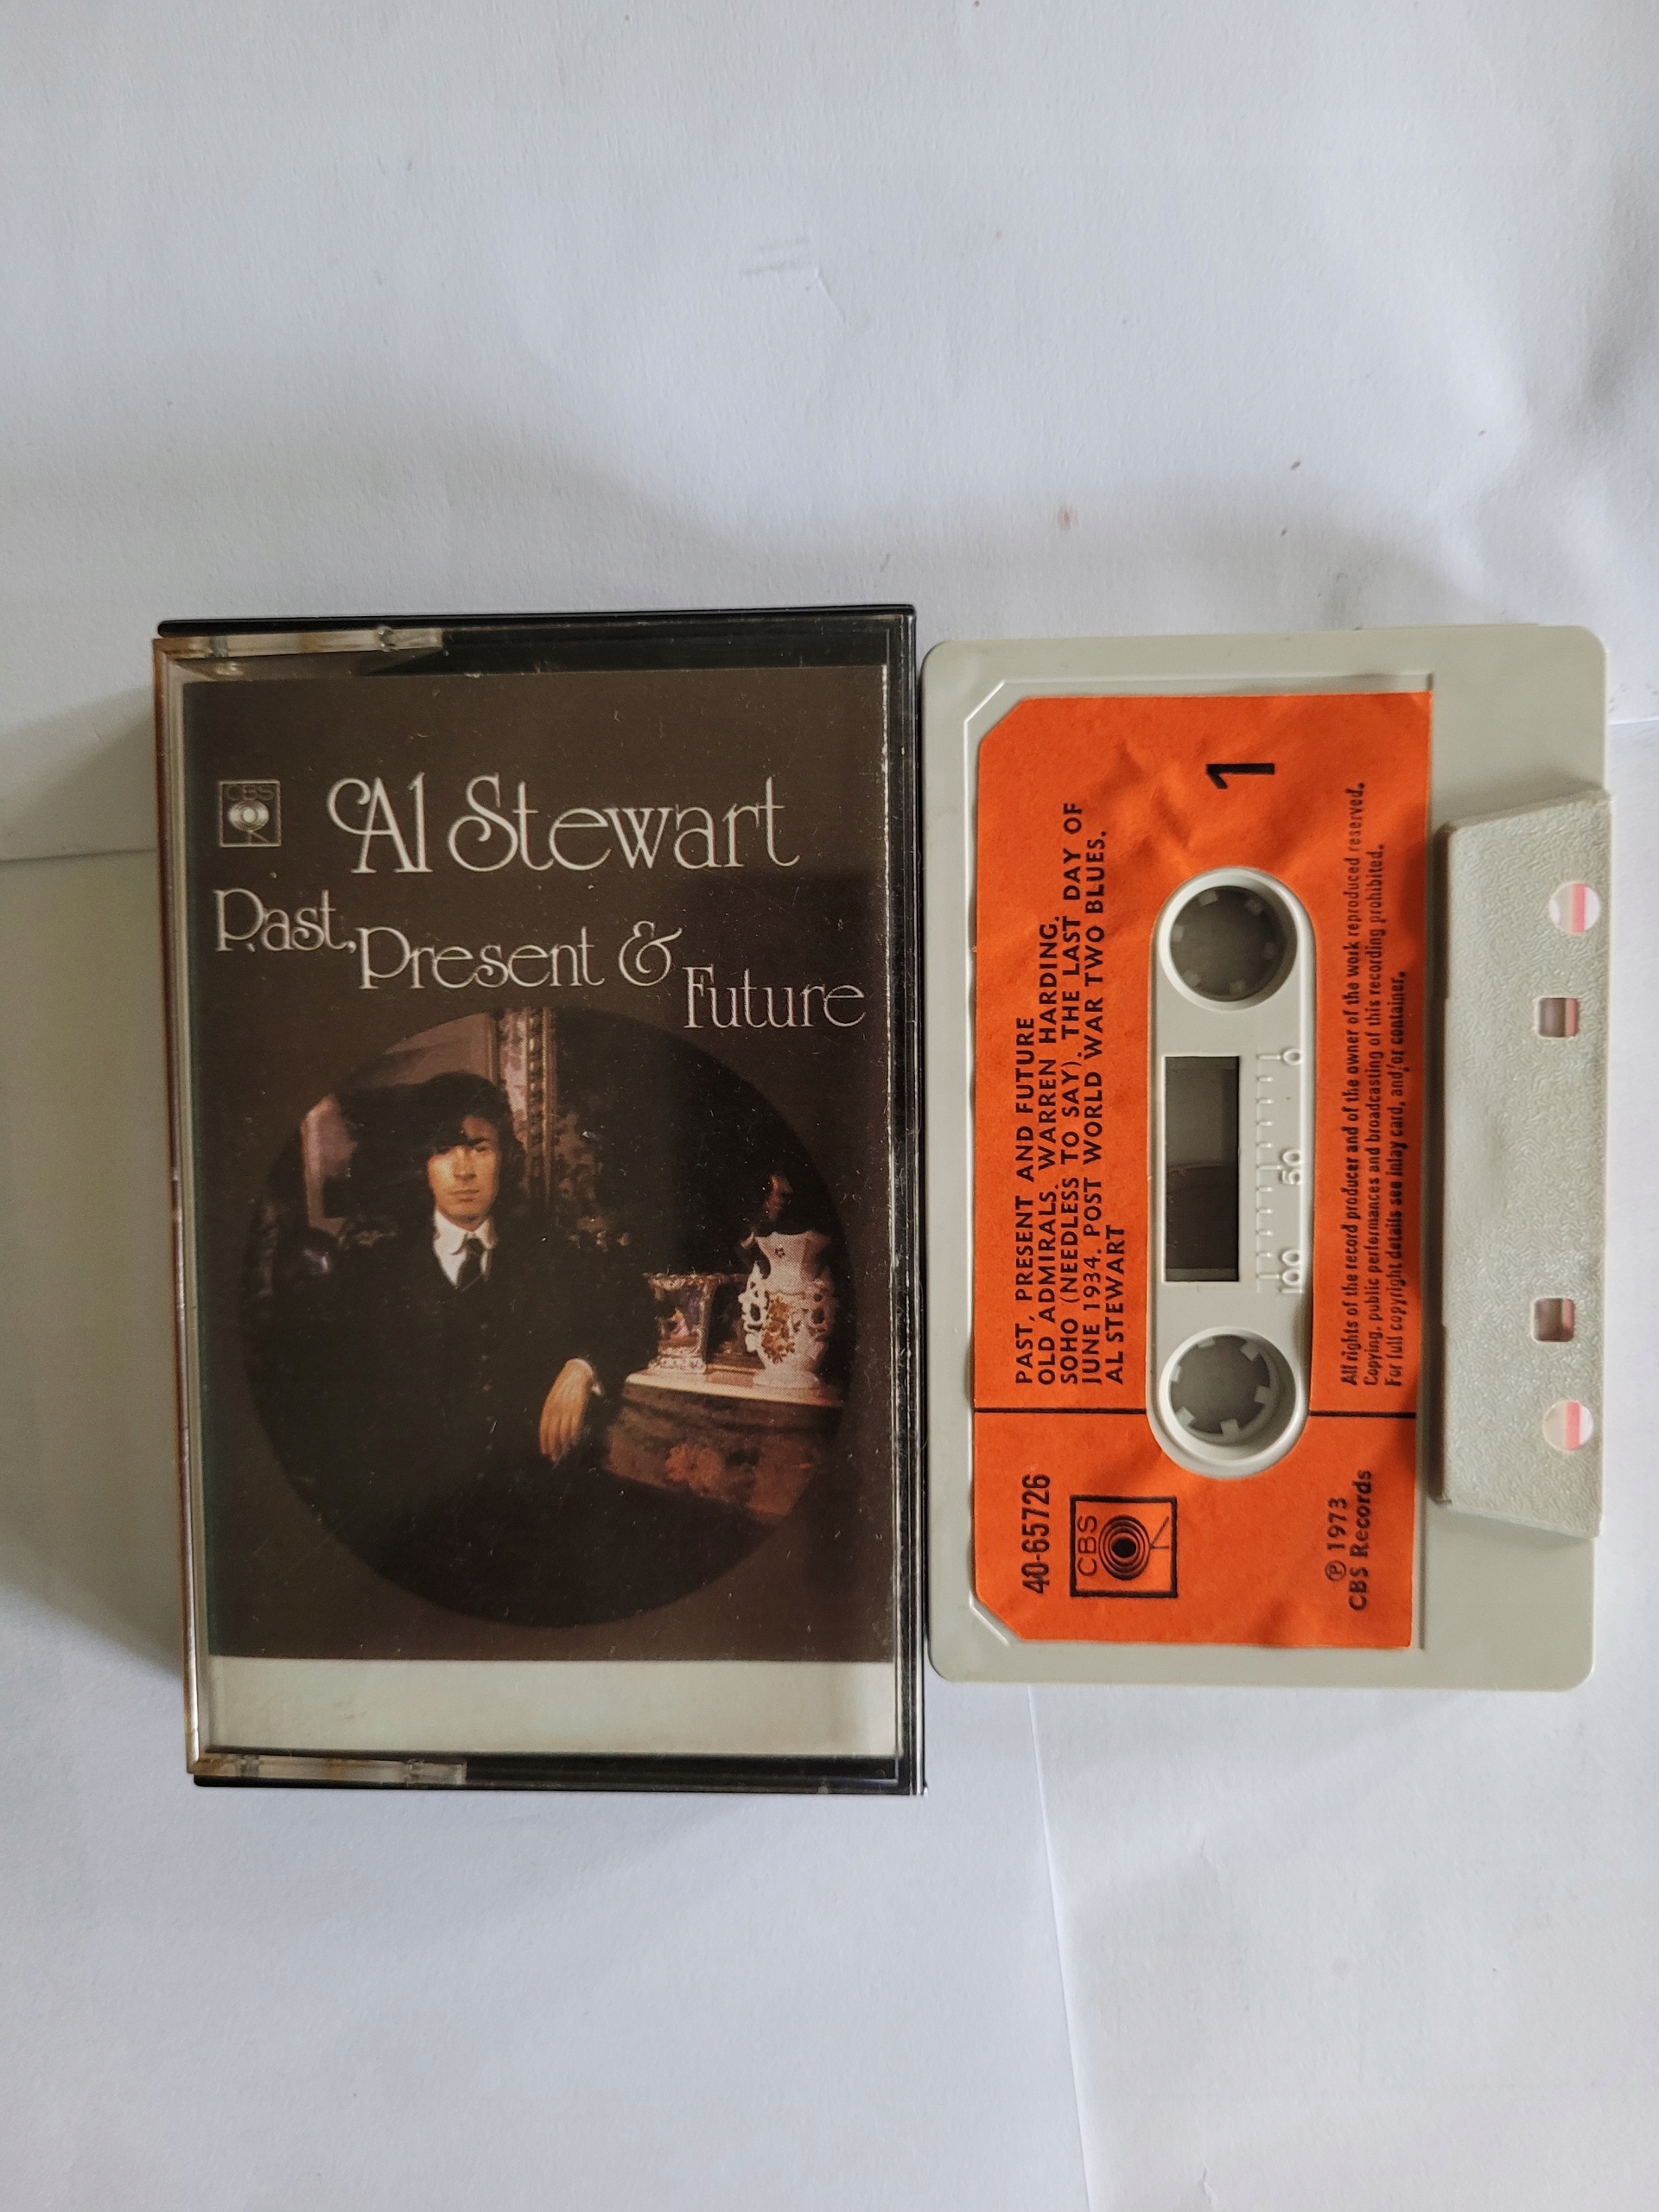 CBS
Al Stewart
Past,
Present &
Future
PAST, PRESENT AND FUTURE
OLD ADMIRALS. WARREN HARDING.
SOHO (NEEDLESS TO SAY). THE LAST DAY OF
JUNE 1934. POST WORLD WAR TWO BLUES.
AL STEWART
1
40-65726
CBS
100 50 0
℗ 1973
CBS Records
All rights of the record producer and of the owner of the work reproduced reserved.
Copying, public performances and broadcasting of this recording prohibited.
For full copyright details see inlay card, and/or container.